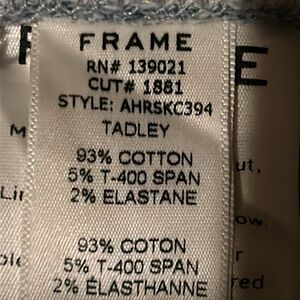 FRAME
RN# 139021
CUT# 1881
STYLE: AHRSKC394
TADLEY
93% COTTON
5% T-400 SPAN
2% ELASTANE
93% COTON
5% T-400 SPAN
2% ÉLASTHANNE